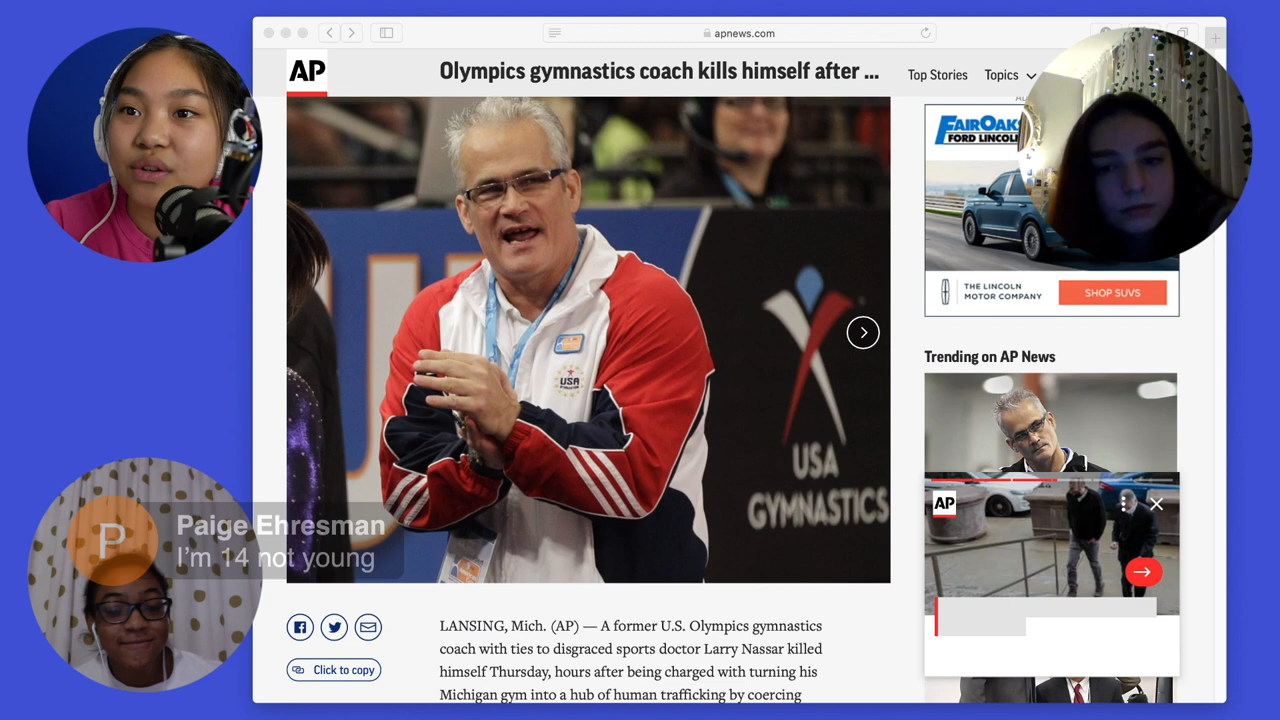 apnews.com
AP
Olympics gymnastics coach kills himself after ...
Top Stories
Topics
FAIROAKS
FORD LINCOL
THE LINCOLN
MOTOR COMPANY
SHOP SUVS
USA
USA
GYMNASTICS
Trending on AP News
AP
P
Paige Ehresman
I'm 14 not young
Click to copy
LANSING, Mich. (AP) — A former U.S. Olympics gymnastics
coach with ties to disgraced sports doctor Larry Nassar killed
himself Thursday, hours after being charged with turning his
Michigan gym into a hub of human trafficking by coercing